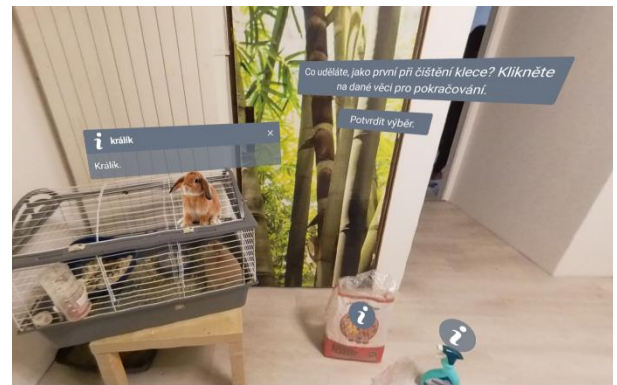 Co uděláte, jako první při čištění klece? Klikněte
na dané věci pro pokračování.
Potvrdit výběr.
i králík ×
Králík.
i
i